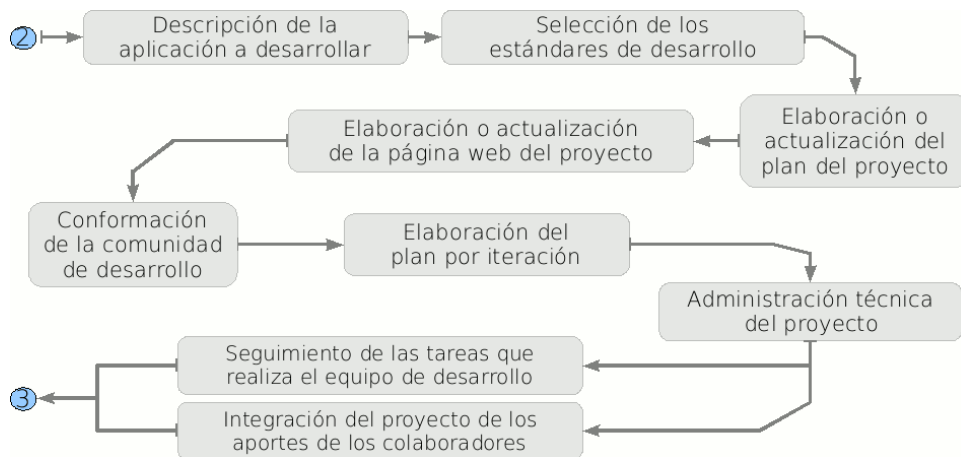 2
Descripción de la
aplicación a desarrollar
Selección de los
estándares de desarrollo
Elaboración o
actualización del
plan del proyecto
Elaboración o actualización
de la página web del proyecto
Conformación
de la comunidad
de desarrollo
Elaboración del
plan por iteración
Administración técnica
del proyecto
Seguimiento de las tareas que
realiza el equipo de desarrollo
Integración del proyecto de los
aportes de los colaboradores
3